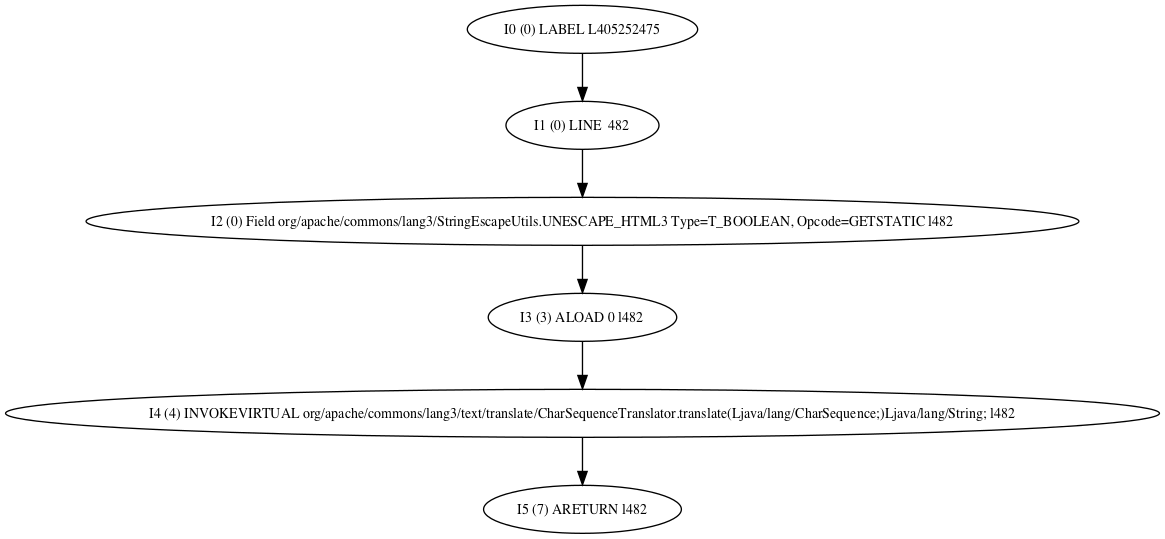 I0 (0) LABEL L405252475
I1 (0) LINE 482
I2 (0) Field org/apache/commons/lang3/StringEscapeUtils.UNESCAPE_HTML3 Type=T_BOOLEAN, Opcode=GETSTATIC l482
I3 (3) ALOAD 0 l482
I4 (4) INVOKEVIRTUAL org/apache/commons/lang3/text/translate/CharSequenceTranslator.translate(Ljava/lang/CharSequence;)Ljava/lang/String; l482
I5 (7) ARETURN l482